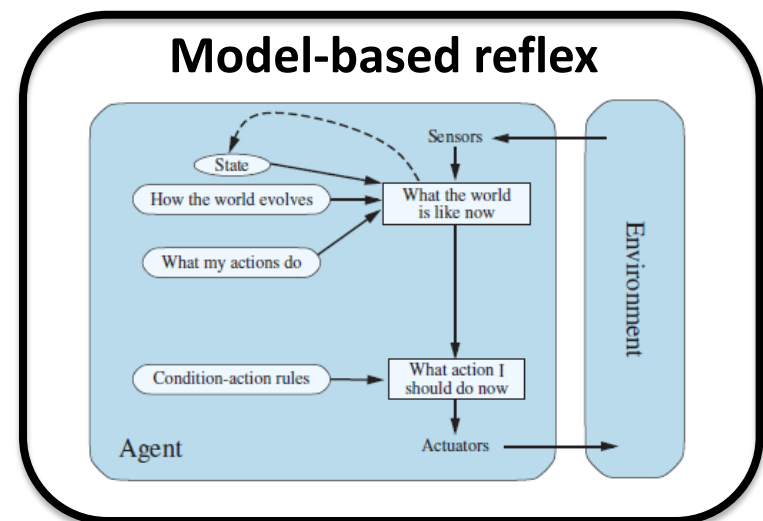 Model-based reflex
Sensors
State
How the world evolves
What the world
is like now
What my actions do
Environment
Condition-action rules
What action I
should do now
Agent
Actuators